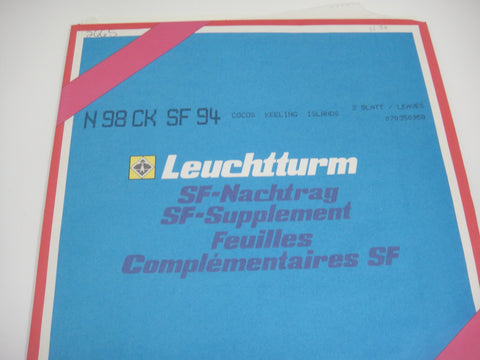 N 98 CK SF 94 COCOS KEELING ISLANDS 2 BLATT / LEAVES
Leuchtturm
SF-Nachtrag
SF-Supplement
Feuilles
Complémentaires SF